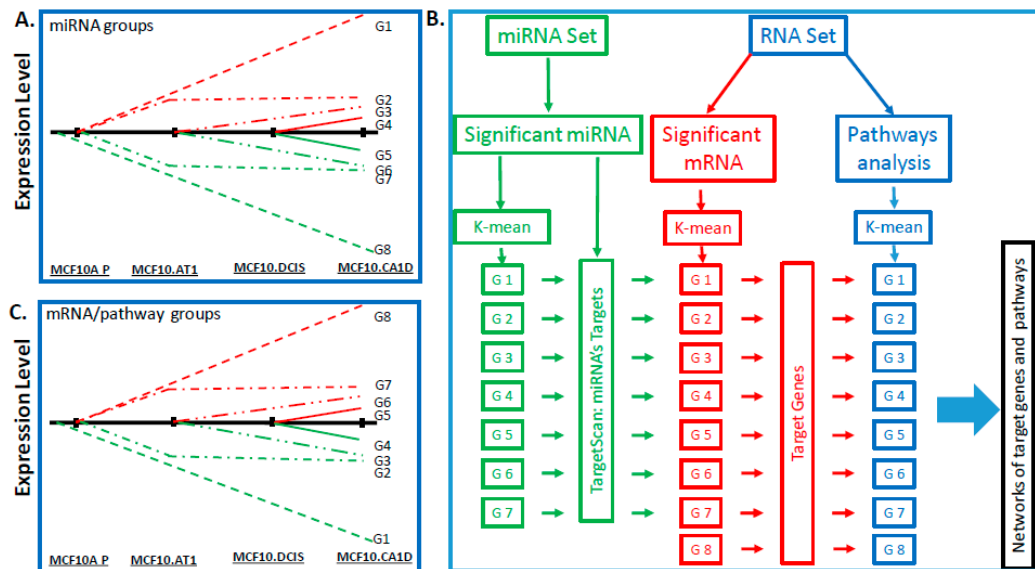 A.
miRNA groups
Expression Level
G1
G2
G3
G4
G5
G6
G7
G8
MCF10A P
MCF10.AT1
MCF10.DCIS
MCF10.CA1D
C.
mRNA/pathway groups
Expression Level
G8
G7
G6
G5
G4
G3
G2
G1
MCF10A P
MCF10.AT1
MCF10.DCIS
MCF10.CA1D
B.
miRNA Set
RNA Set
Significant miRNA
Significant
mRNA
Pathways
analysis
K-mean
K-mean
K-mean
G 1
G 2
G 3
G 4
G 5
G 6
G 7
TargetScan: miRNA's Targets
G 1
G 2
G 3
G 4
G 5
G 6
G 7
G 8
Target Genes
G 1
G 2
G 3
G 4
G 5
G 6
G 7
G 8
Networks of target genes and pathways